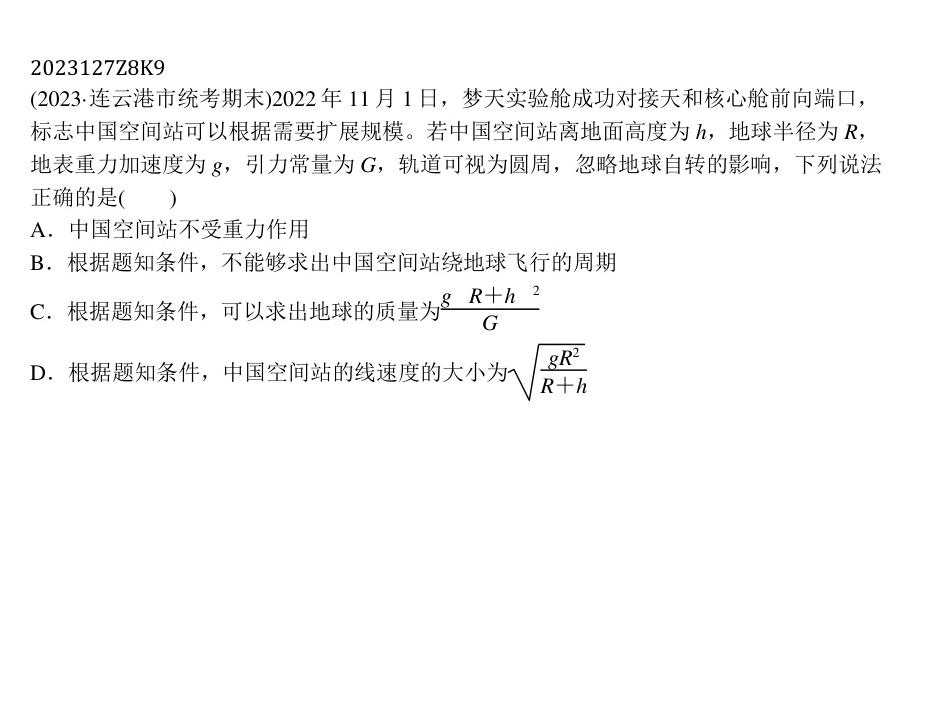 2023127Z8K9
(2023·连云港市统考期末)2022 年 11 月 1 日，梦天实验舱成功对接天和核心舱前向端口，
标志中国空间站可以根据需要扩展规模。若中国空间站离地面高度为 h，地球半径为 R，
地表重力加速度为 g，引力常量为 G，轨道可视为圆周，忽略地球自转的影响，下列说法
正确的是(　　)
A．中国空间站不受重力作用
B．根据题知条件，不能够求出中国空间站绕地球飞行的周期
C．根据题知条件，可以求出地球的质量为 g R＋h ²/G
D．根据题知条件，中国空间站的线速度的大小为 √(gR²/R＋h)